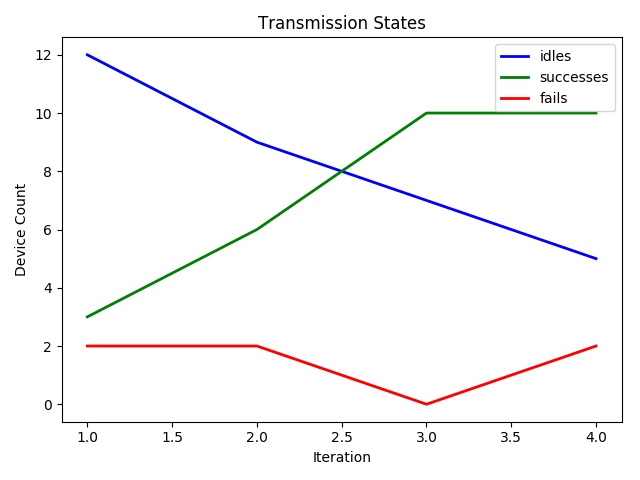 Transmission States
idles
successes
fails
Device Count
12
10
8
6
4
2
0
1.0 1.5 2.0 2.5 3.0 3.5 4.0
Iteration